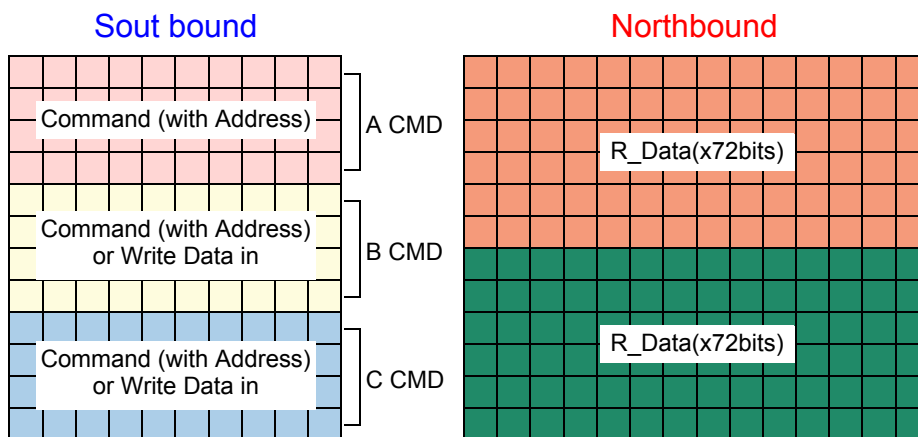 Sout bound
Northbound
Command (with Address)
A CMD
R_Data(x72bits)
Command (with Address)
or Write Data in
B CMD
Command (with Address)
or Write Data in
C CMD
R_Data(x72bits)